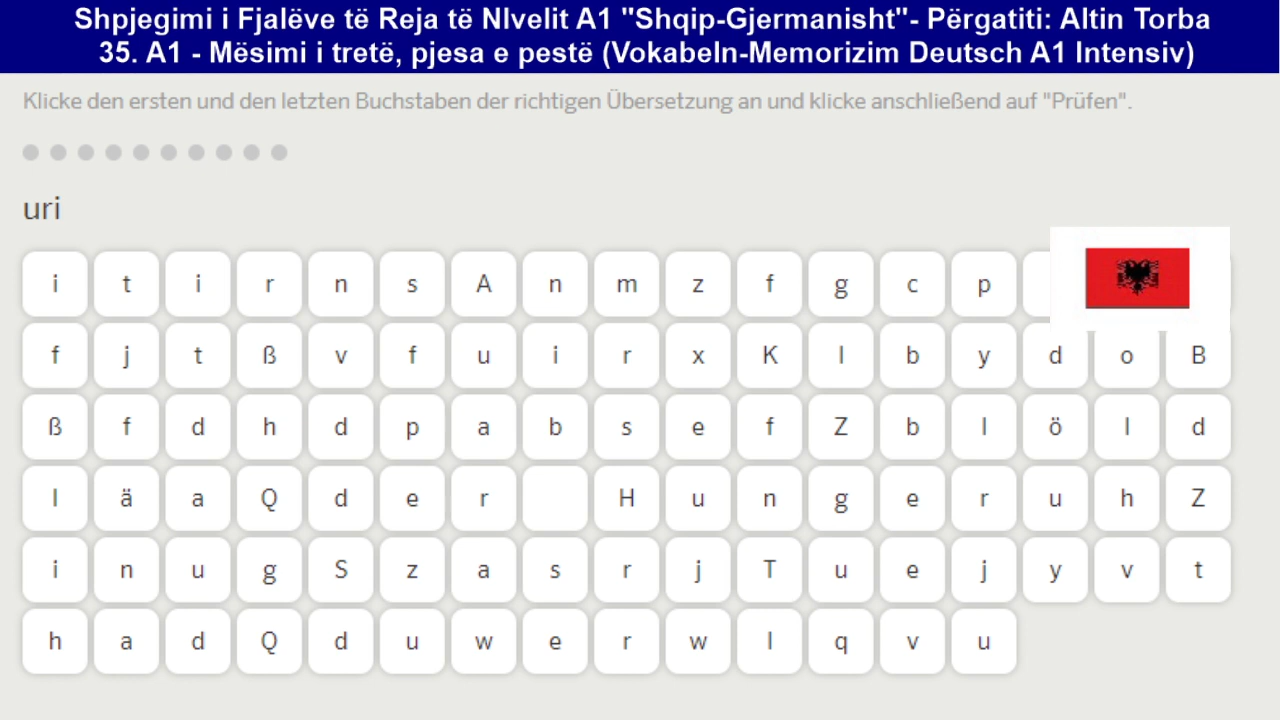 Shpjegimi i Fjalëve të Reja të NIvelit A1 "Shqip-Gjermanisht"- Përgatiti: Altin Torba
35. A1 - Mësimi i tretë, pjesa e pestë (Vokabeln-Memorizim Deutsch A1 Intensiv)
Klicke den ersten und den letzten Buchstaben der richtigen Übersetzung an und klicke anschließend auf "Prüfen".
uri
i t i r n s A n m z f g c p
f j t ß v f u i r x K l b y d o B
ß f d h d p a b s e f Z b l ö l d
l ä a Q d e r H u n g e r u h Z
i n u g S z a s r j T u e j y v t
h a d Q d u w e r w l q v u